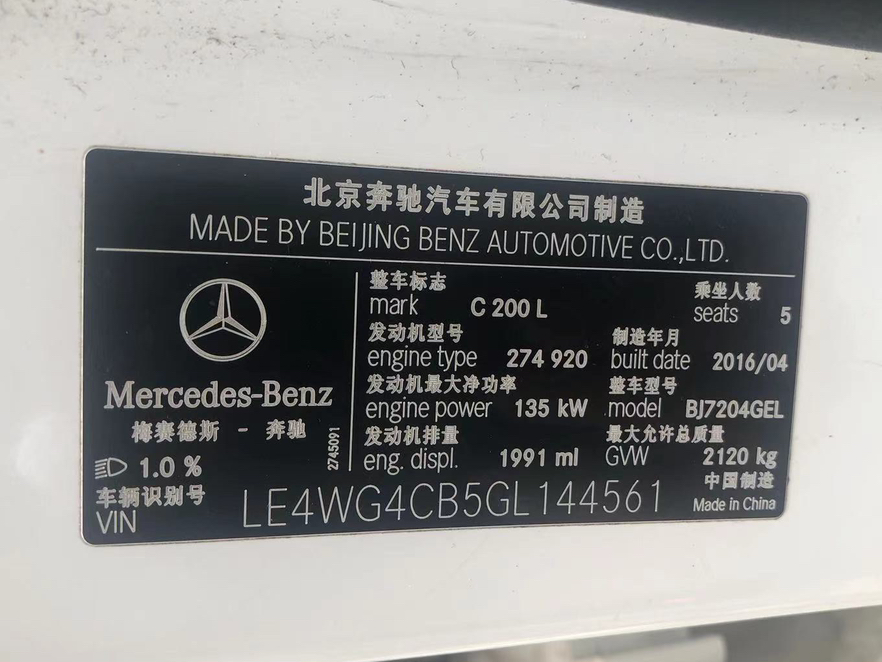 北京奔驰汽车有限公司制造
MADE BY BEIJING BENZ AUTOMOTIVE CO.,LTD.
Mercedes-Benz
梅赛德斯 - 奔驰
1.0 %
2745091
整车标志
mark C 200 L
乘坐人数
seats 5
发动机型号
engine type 274 920
制造年月
built date 2016/04
发动机最大净功率
engine power 135 kW
整车型号
model BJ7204GEL
发动机排量
eng. displ. 1991 ml
最大允许总质量
GVW 2120 kg
车辆识别号
VIN LE4WG4CB5GL144561
中国制造
Made in China